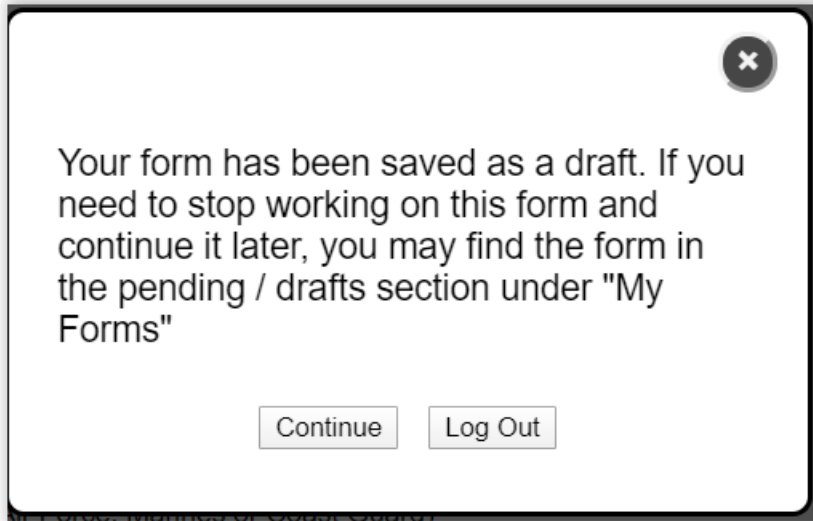 Your form has been saved as a draft. If you
need to stop working on this form and
continue it later, you may find the form in
the pending / drafts section under "My
Forms"
Continue Log Out